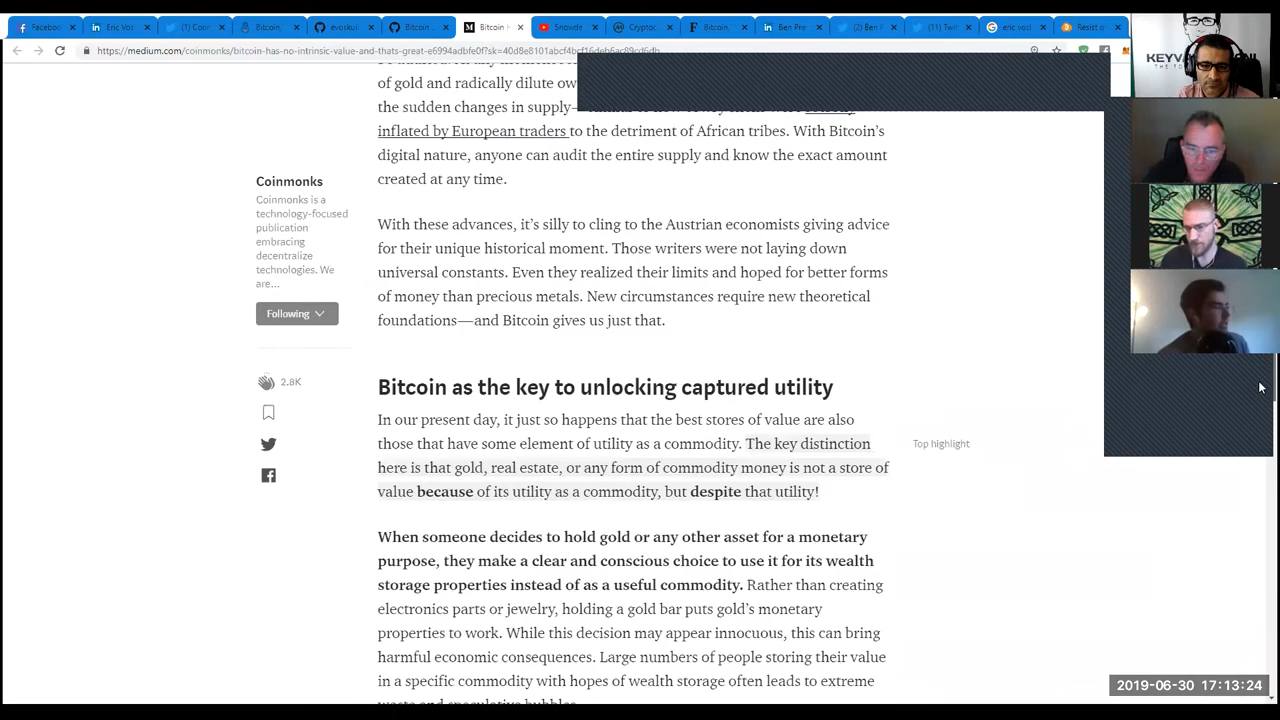 Facebo
Eric Vos
(1) Conn
Bitcoin,
evoskui
Bitcoin
Bitcoin H
Snowde
Cryptoc
Bitcoin,
Ben Pre
(2) Ben P
(11) Twi
eric vosl
Resist o
https://medium.com/coinmonks/bitcoin-has-no-intrinsic-value-and-thats-great-e6994adbfe0f?sk=40d8e8101abcf4bcf16deb6ac89cd6db
of gold and radically dilute ow
the sudden changes in supply—
inflated by European traders to the detriment of African tribes. With Bitcoin's
digital nature, anyone can audit the entire supply and know the exact amount
created at any time.
Coinmonks
Coinmonks is a
technology-focused
publication
embracing
decentralize
technologies. We
are...
Following
2.8K
With these advances, it's silly to cling to the Austrian economists giving advice
for their unique historical moment. Those writers were not laying down
universal constants. Even they realized their limits and hoped for better forms
of money than precious metals. New circumstances require new theoretical
foundations—and Bitcoin gives us just that.
Bitcoin as the key to unlocking captured utility
In our present day, it just so happens that the best stores of value are also
those that have some element of utility as a commodity. The key distinction
here is that gold, real estate, or any form of commodity money is not a store of
value because of its utility as a commodity, but despite that utility!
Top highlight
When someone decides to hold gold or any other asset for a monetary
purpose, they make a clear and conscious choice to use it for its wealth
storage properties instead of as a useful commodity. Rather than creating
electronics parts or jewelry, holding a gold bar puts gold's monetary
properties to work. While this decision may appear innocuous, this can bring
harmful economic consequences. Large numbers of people storing their value
in a specific commodity with hopes of wealth storage often leads to extreme
2019-06-30 17:13:24